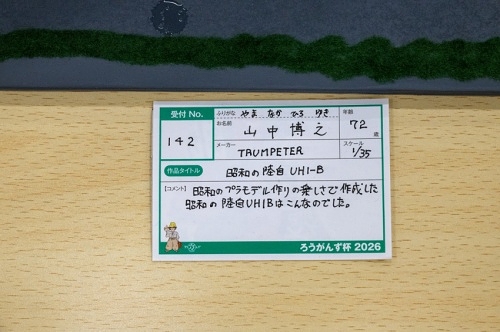 受付 No.
142
ふりがな やま なか ひろ ゆき
お名前 山中博之
年齢 72 歳
メーカー TRUMPETER
スケール 1/35
作品タイトル 昭和の陸自 UH1-B
【コメント】 昭和のプラモデル作りの楽しさで作成した
昭和の陸自UH1Bはこんなのでした。
ろうがんず杯 2026